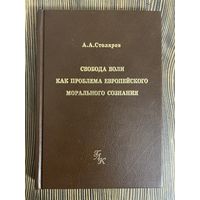 А.А.Столяров
СВОБОДА ВОЛИ
КАК ПРОБЛЕМА ЕВРОПЕЙСКОГО
МОРАЛЬНОГО СОЗНАНИЯ